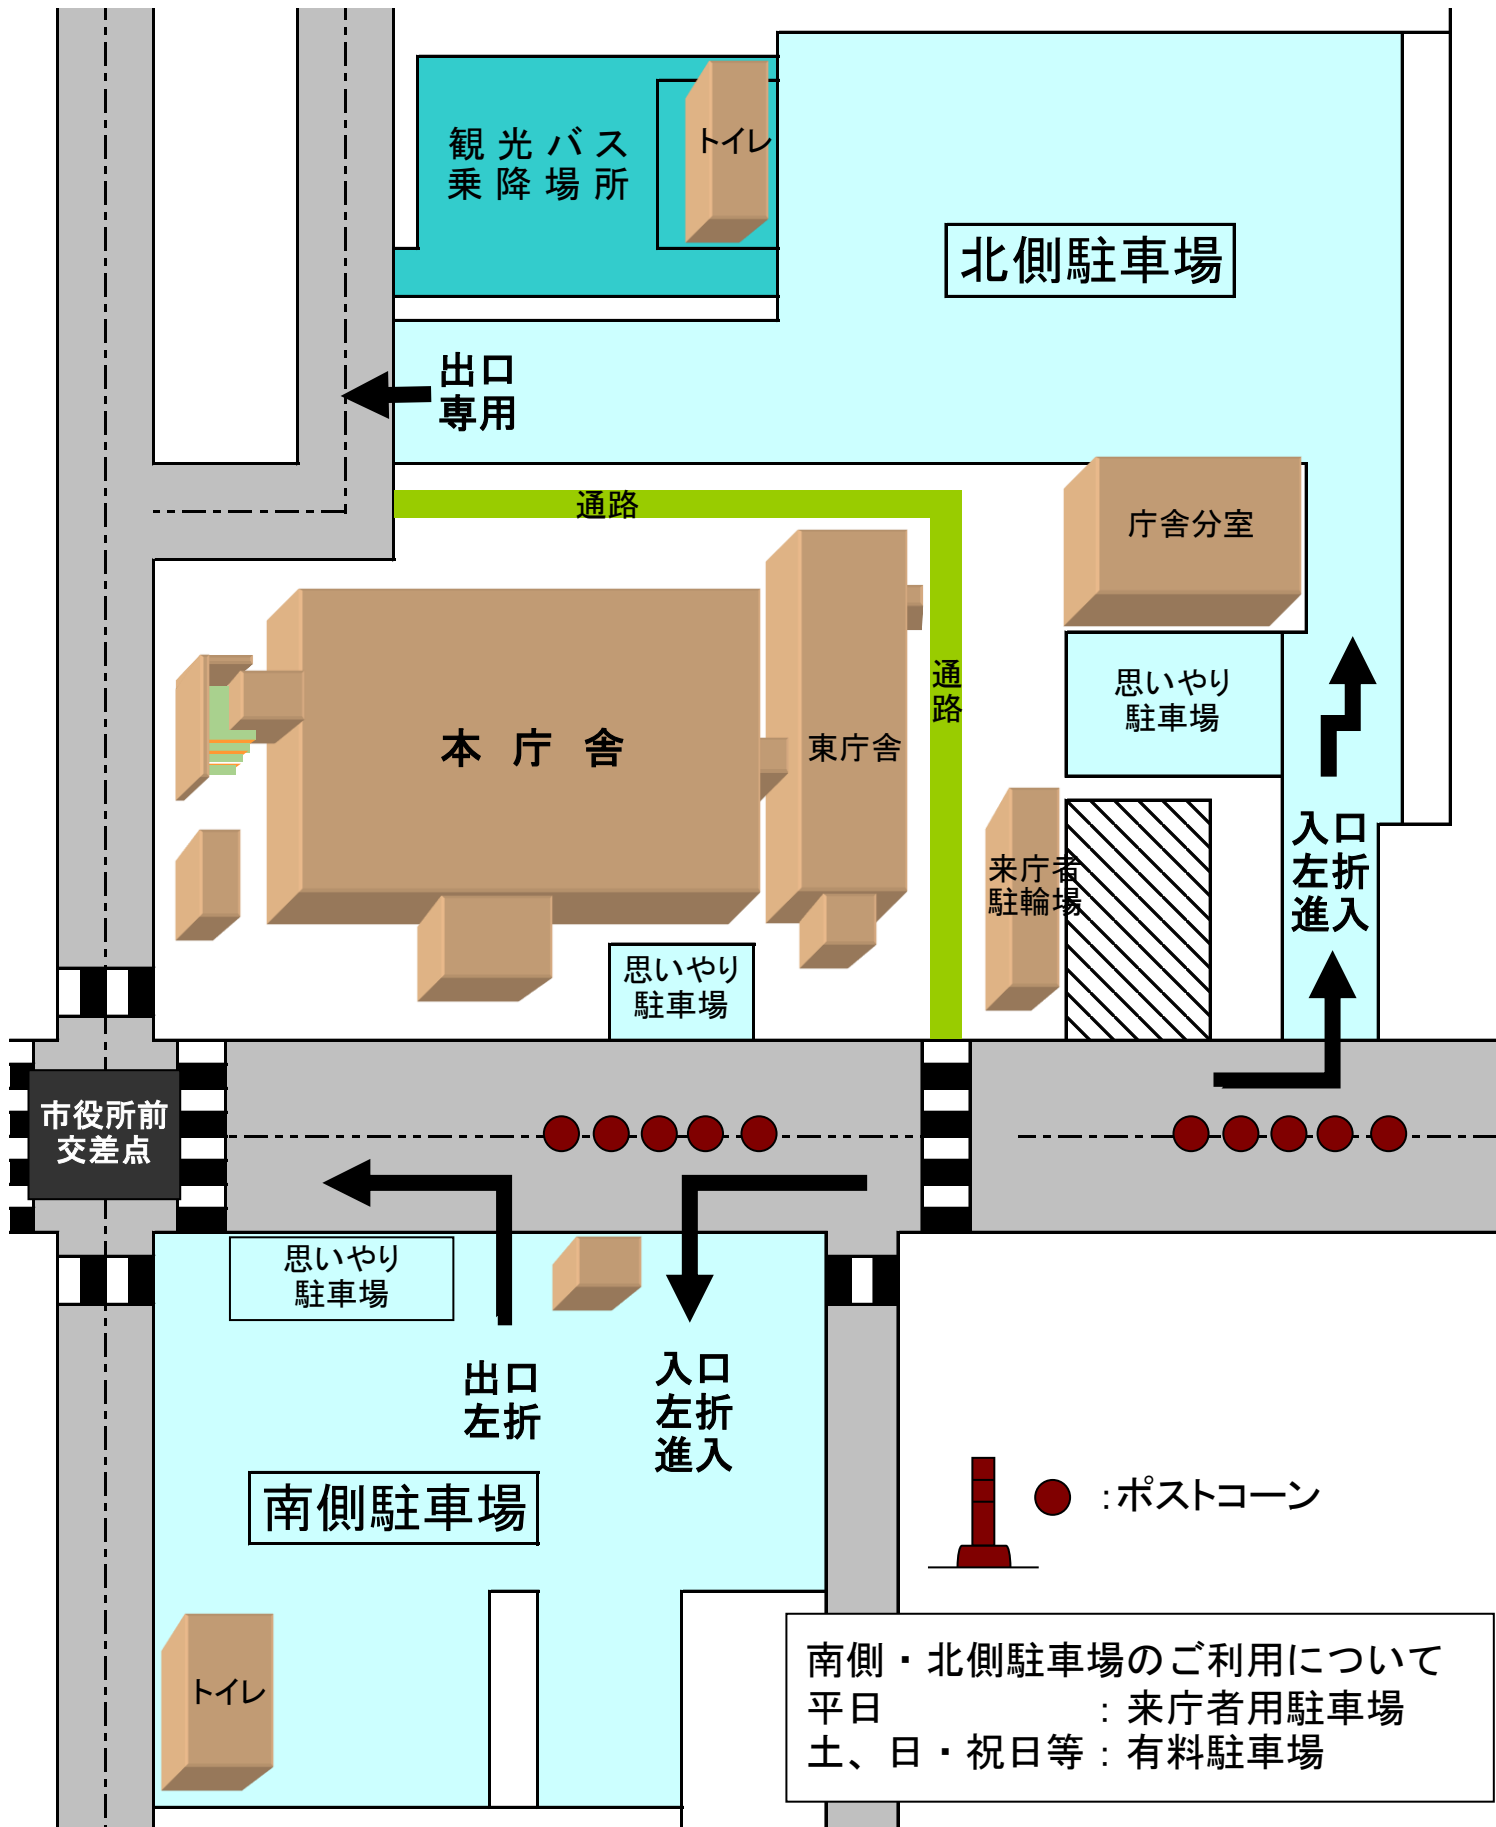 観光バス
乗降場所
トイレ
北側駐車場
出口
専用
通路
庁舎分室
通路
思いやり
駐車場
本庁舎
東庁舎
入口
左折
進入
来庁者
駐輪場
思いやり
駐車場
市役所前
交差点
思いやり
駐車場
出口
左折
入口
左折
進入
南側駐車場
：ポストコーン
トイレ
南側・北側駐車場のご利用について
平日　　　　　：来庁者用駐車場
土、日・祝日等：有料駐車場